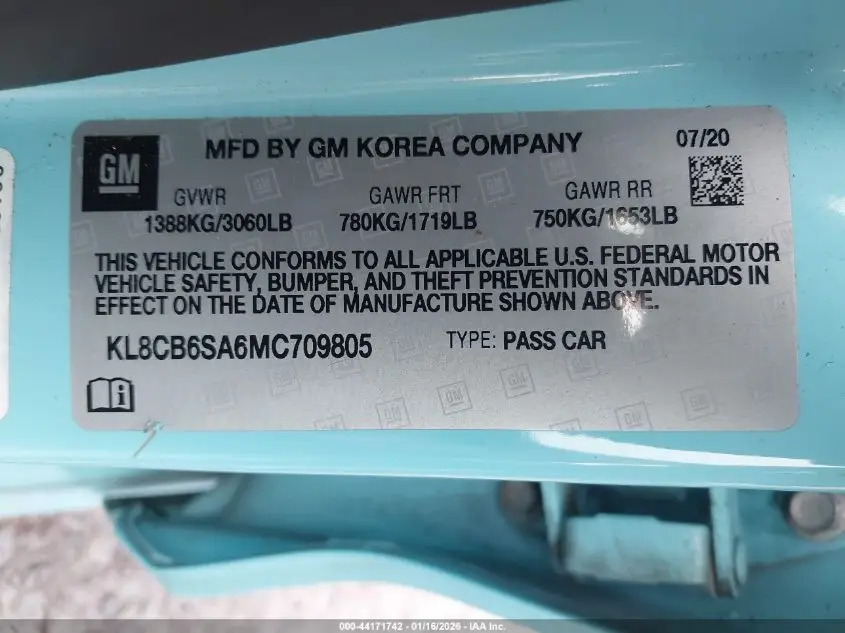 GM
MFD BY GM KOREA COMPANY
07/20
GVWR GAWR FRT GAWR RR
1388KG/3060LB 780KG/1719LB 750KG/1653LB
THIS VEHICLE CONFORMS TO ALL APPLICABLE U.S. FEDERAL MOTOR
VEHICLE SAFETY, BUMPER, AND THEFT PREVENTION STANDARDS IN
EFFECT ON THE DATE OF MANUFACTURE SHOWN ABOVE.
KL8CB6SA6MC709805 TYPE: PASS CAR
000-44171742 - 01/16/2026 - IAA Inc.